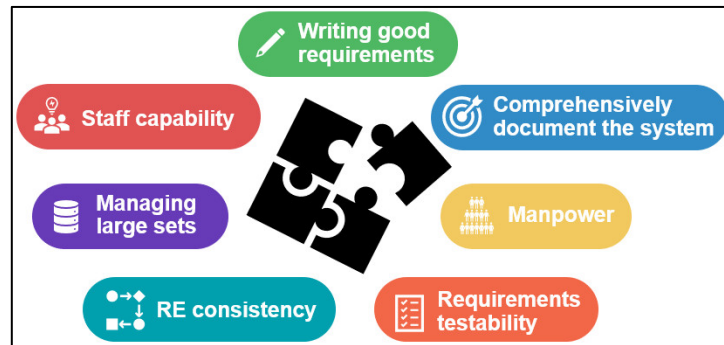 Writing good
requirements
Staff capability
Comprehensively
document the system
Managing
large sets
Manpower
RE consistency
Requirements
testability